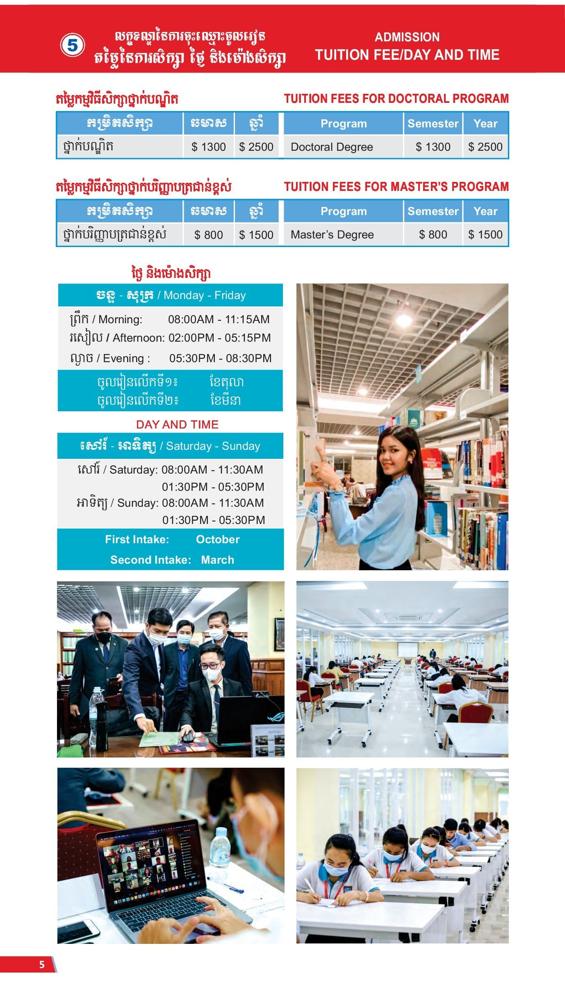 5
លក្ខខណ្ឌនៃការចុះឈ្មោះចូលរៀន
តម្លៃនៃការសិក្សា ថ្ងៃ និងម៉ោងសិក្សា
ADMISSION
TUITION FEE/DAY AND TIME
តម្លៃកម្មវិធីសិក្សាថ្នាក់បណ្ឌិត
TUITION FEES FOR DOCTORAL PROGRAM
កម្រិតសិក្សា ឆមាស ឆ្នាំ Program Semester Year
ថ្នាក់បណ្ឌិត $ 1300 $ 2500 Doctoral Degree $ 1300 $ 2500
តម្លៃកម្មវិធីសិក្សាថ្នាក់បរិញ្ញាបត្រជាន់ខ្ពស់
TUITION FEES FOR MASTER'S PROGRAM
កម្រិតសិក្សា ឆមាស ឆ្នាំ Program Semester Year
ថ្នាក់បរិញ្ញាបត្រជាន់ខ្ពស់ $ 800 $ 1500 Master's Degree $ 800 $ 1500
ថ្ងៃ និងម៉ោងសិក្សា
ចន្ទ - សុក្រ / Monday - Friday
ព្រឹក / Morning: 08:00AM - 11:15AM
រសៀល / Afternoon: 02:00PM - 05:15PM
ល្ងាច / Evening : 05:30PM - 08:30PM
ចូលរៀនលើកទី១៖ ខែតុលា
ចូលរៀនលើកទី២៖ ខែមីនា
DAY AND TIME
សៅរ៍ - អាទិត្យ / Saturday - Sunday
សៅរ៍ / Saturday: 08:00AM - 11:30AM
01:30PM - 05:30PM
អាទិត្យ / Sunday: 08:00AM - 11:30AM
01:30PM - 05:30PM
First Intake: October
Second Intake: March
5